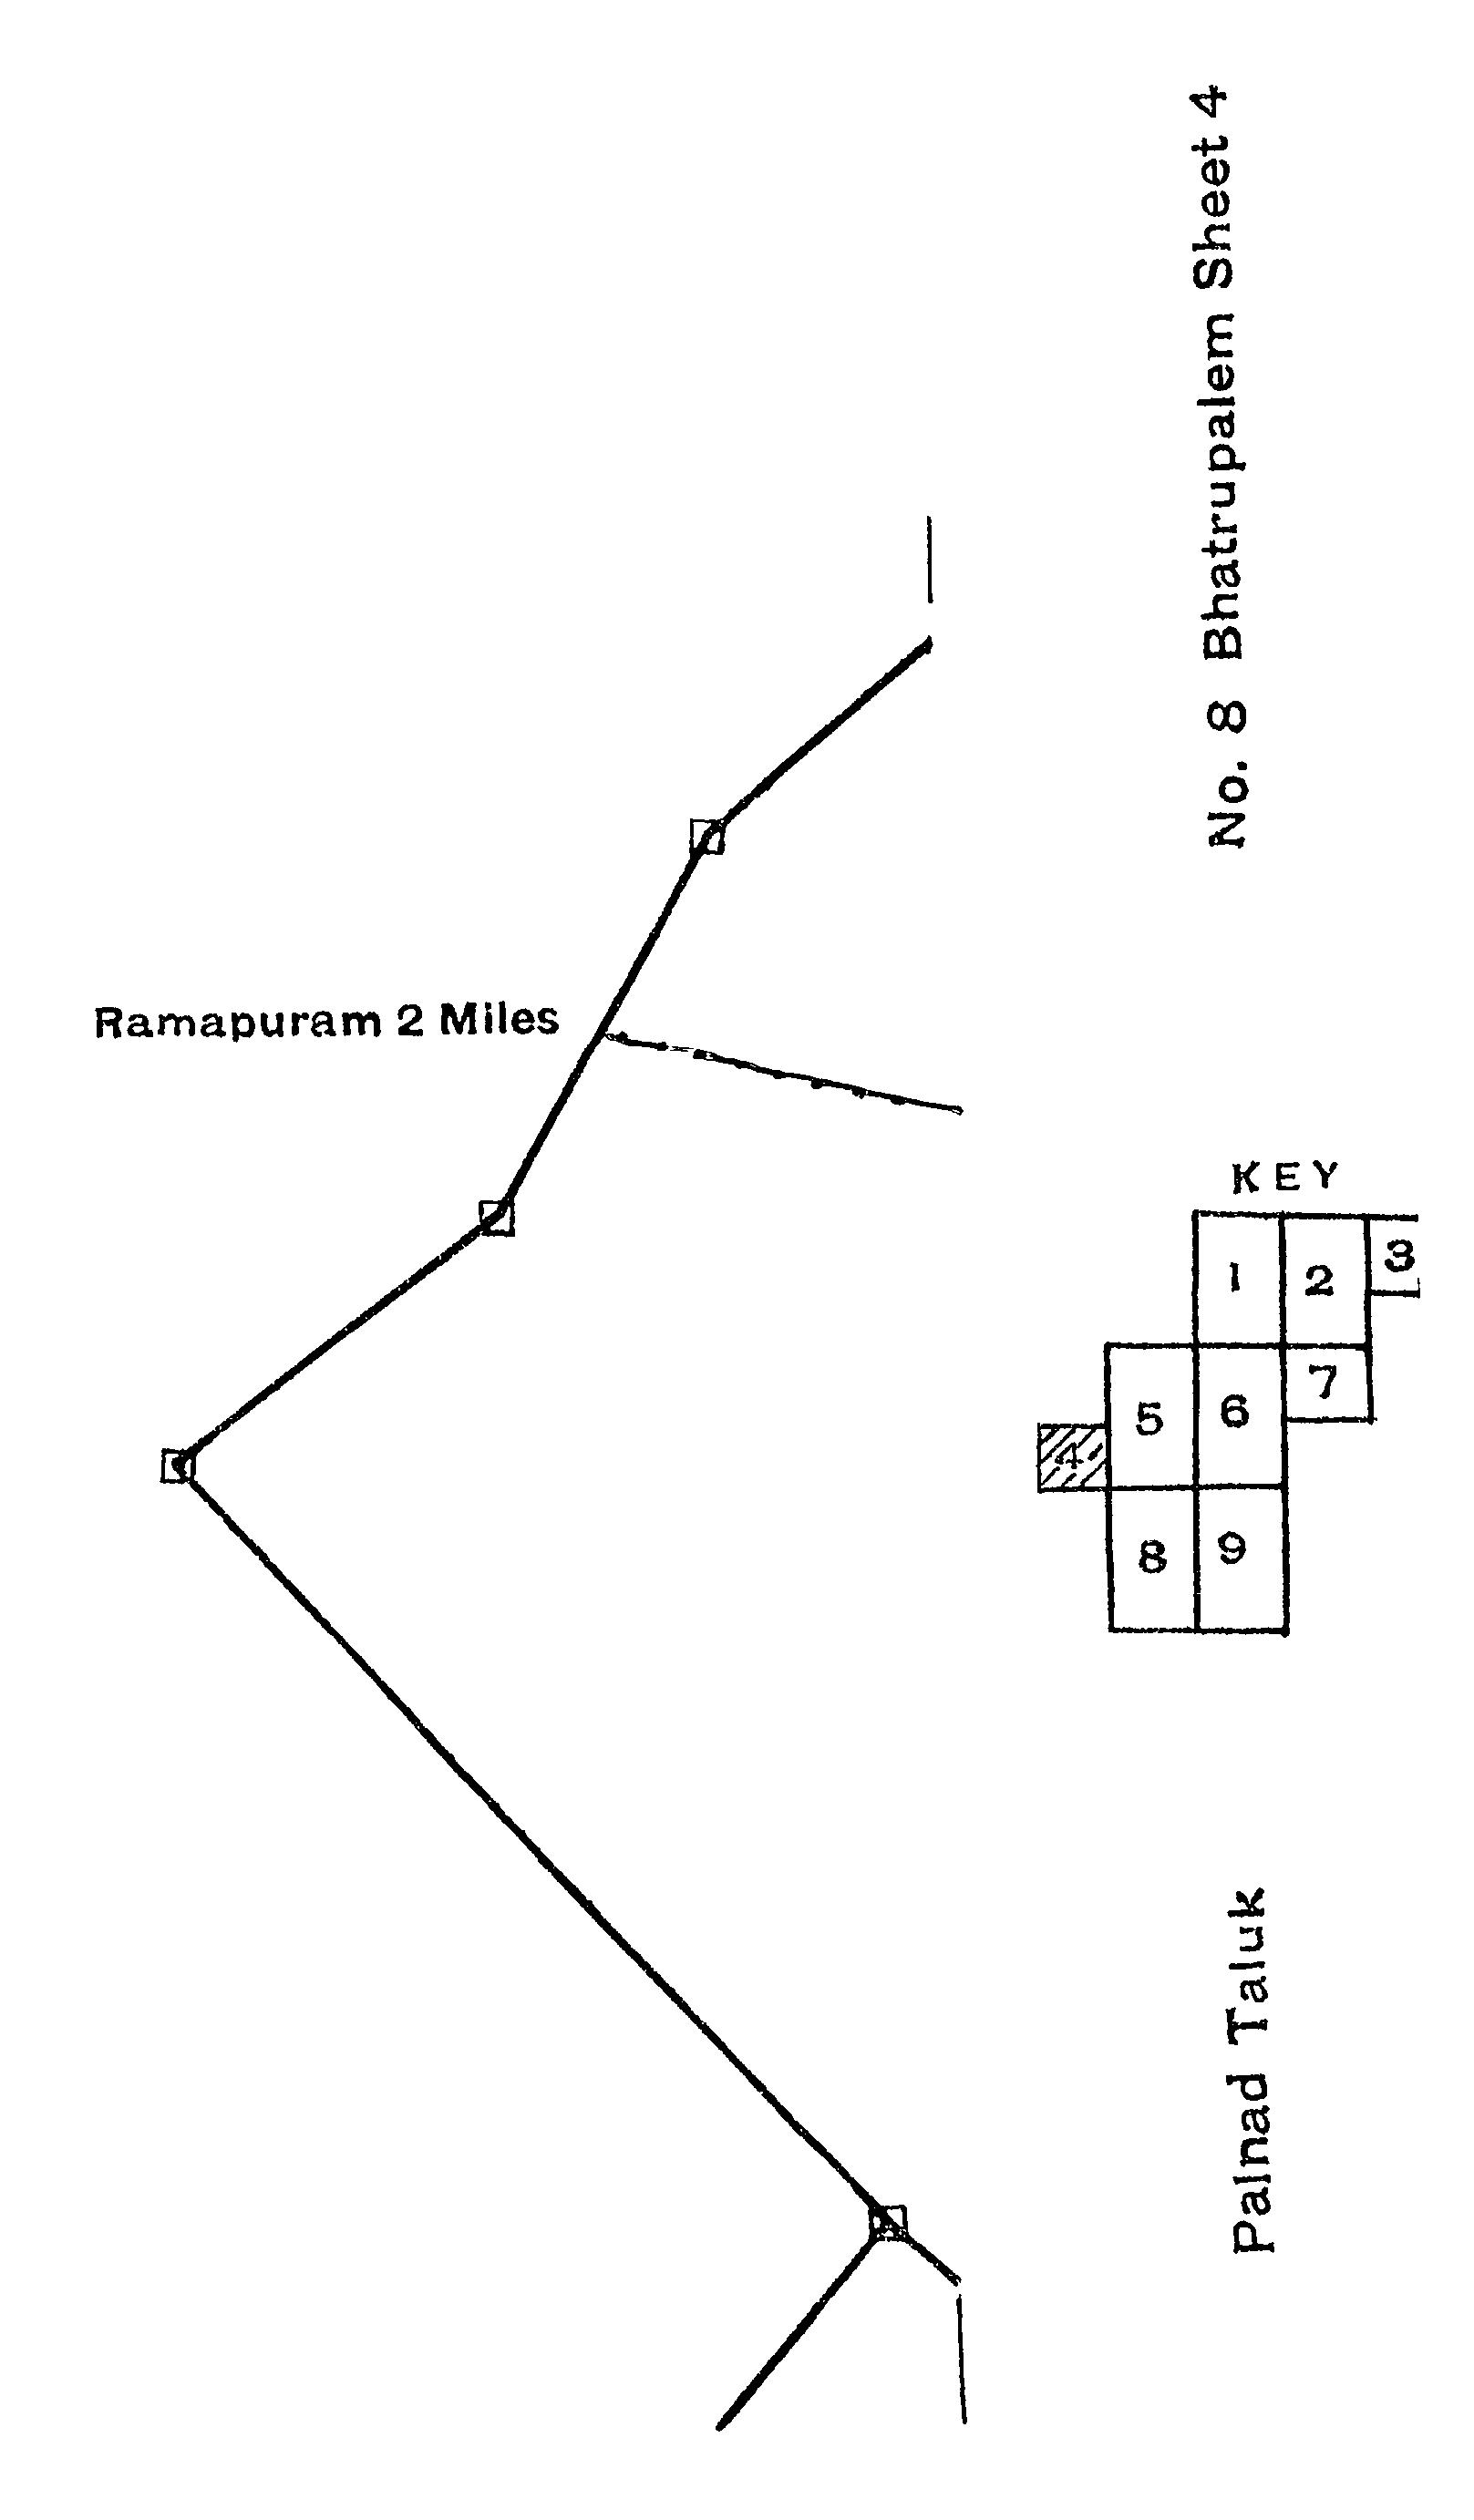 No. 8 Bhatrupalem Sheet 4
Ramapuram 2 Miles
KEY
1 2 3
5 6 7
4
8 9
Palnad Taluk